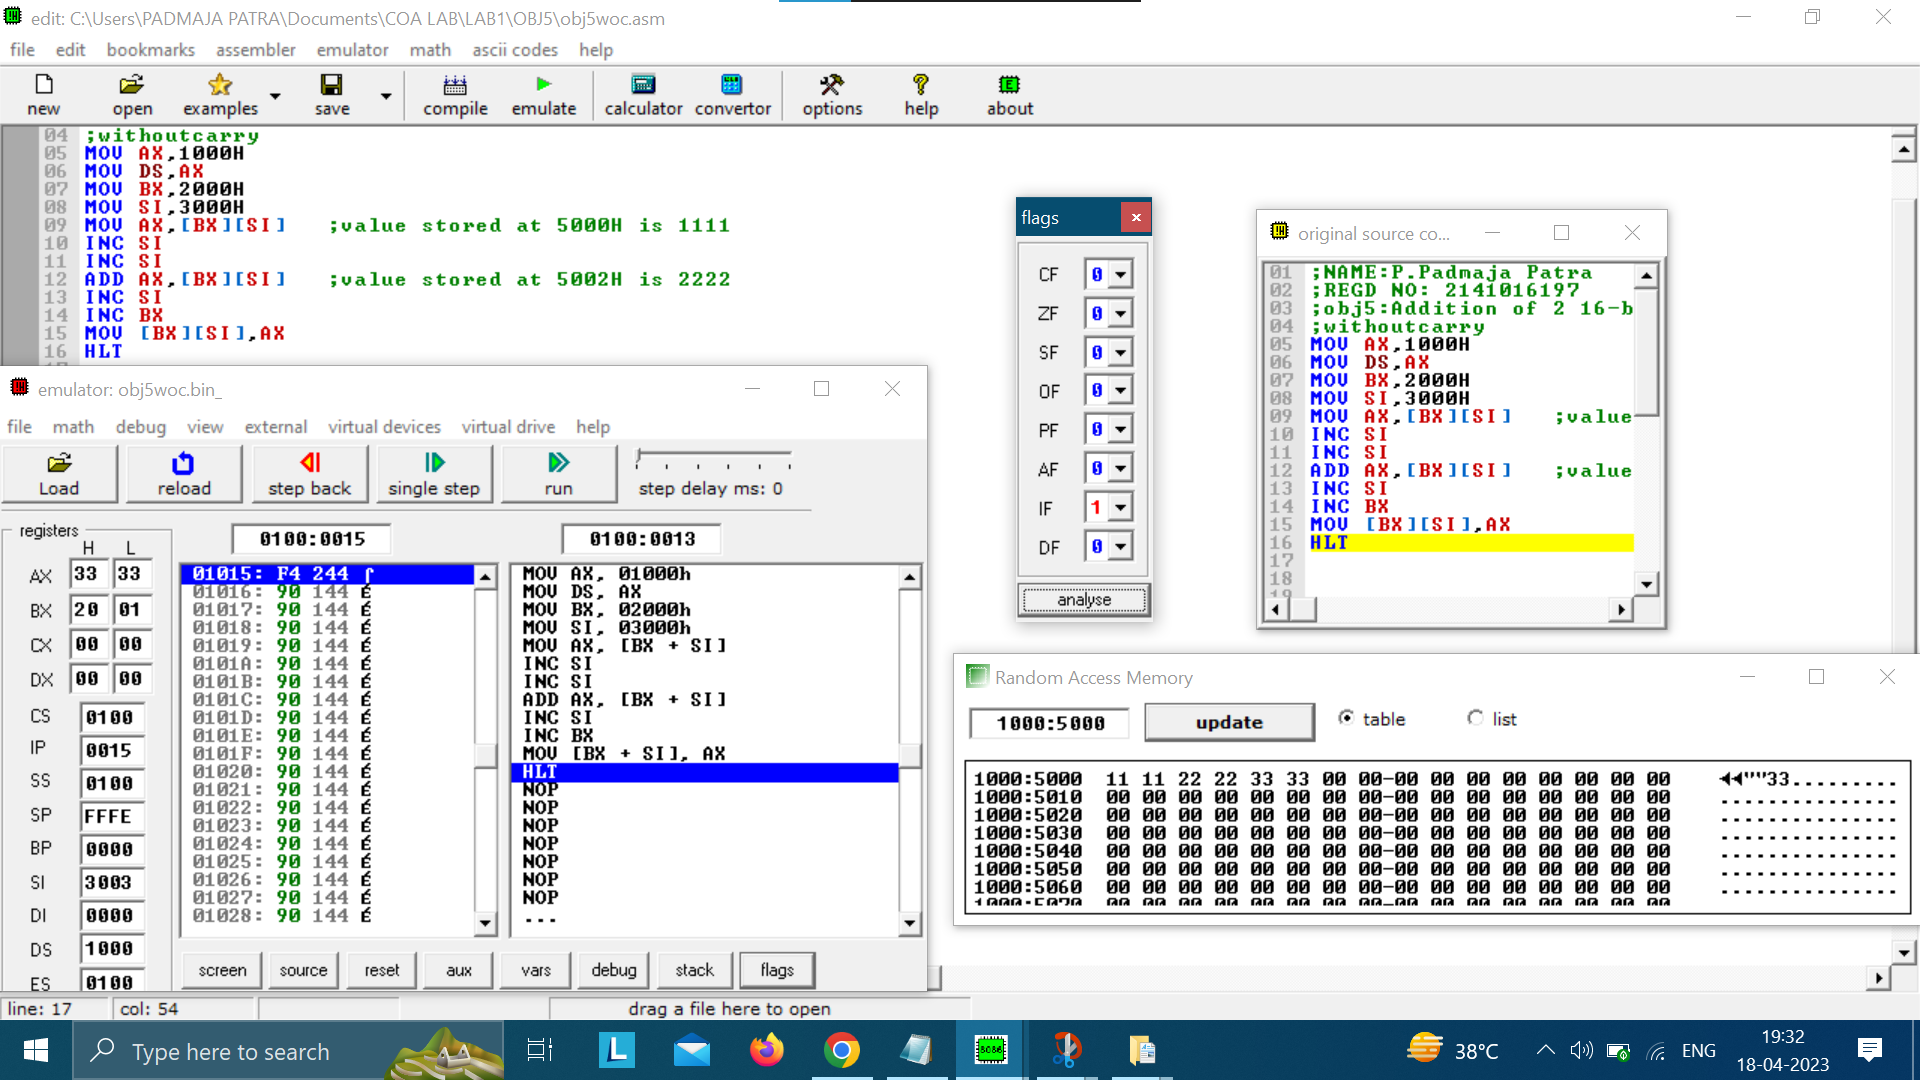 edit: C:\Users\PADMAJA PATRA\Documents\COA LAB\LAB1\OBJ5\obj5woc.asm
file edit bookmarks assembler emulator math ascii codes help
new open examples save compile emulate calculator convertor options help about
04 ;withoutcarry
05 MOV AX,1000H
06 MOV DS,AX
07 MOV BX,2000H
08 MOV SI,3000H
09 MOV AX,[BX][SI] ;value stored at 5000H is 1111
10 INC SI
11 INC SI
12 ADD AX,[BX][SI] ;value stored at 5002H is 2222
13 INC SI
14 INC BX
15 MOV [BX][SI],AX
16 HLT
flags
CF 0
ZF 0
SF 0
OF 0
PF 0
AF 0
IF 1
DF 0
analyse
original source co...
01 ;NAME:P.Padmaja Patra
02 ;REGD NO: 2141016197
03 ;obj5:Addition of 2 16-b
04 ;withoutcarry
05 MOV AX,1000H
06 MOV DS,AX
07 MOV BX,2000H
08 MOV SI,3000H
09 MOV AX,[BX][SI] ;value
10 INC SI
11 INC SI
12 ADD AX,[BX][SI] ;value
13 INC SI
14 INC BX
15 MOV [BX][SI],AX
16 HLT
17
18
19
emulator: obj5woc.bin_
file math debug view external virtual devices virtual drive help
Load reload step back single step run step delay ms: 0
registers
H L
AX 33 33
BX 20 01
CX 00 00
DX 00 00
CS 0100
IP 0015
SS 0100
SP FFFE
BP 0000
SI 3003
DI 0000
DS 1000
ES 0100
0100:0015
01015: F4 244 ⌠
01016: 90 144 É
01017: 90 144 É
01018: 90 144 É
01019: 90 144 É
0101A: 90 144 É
0101B: 90 144 É
0101C: 90 144 É
0101D: 90 144 É
0101E: 90 144 É
0101F: 90 144 É
01020: 90 144 É
01021: 90 144 É
01022: 90 144 É
01023: 90 144 É
01024: 90 144 É
01025: 90 144 É
01026: 90 144 É
01027: 90 144 É
01028: 90 144 É
0100:0013
MOV AX, 01000h
MOV DS, AX
MOV BX, 02000h
MOV SI, 03000h
MOV AX, [BX + SI]
INC SI
INC SI
ADD AX, [BX + SI]
INC SI
INC BX
MOV [BX + SI], AX
HLT
NOP
NOP
NOP
NOP
NOP
NOP
NOP
...
screen source reset aux vars debug stack flags
Random Access Memory
1000:5000 update table list
1000:5000 11 11 22 22 33 33 00 00-00 00 00 00 00 00 00 00 ◄◄""33..........
1000:5010 00 00 00 00 00 00 00 00-00 00 00 00 00 00 00 00 ................
1000:5020 00 00 00 00 00 00 00 00-00 00 00 00 00 00 00 00 ................
1000:5030 00 00 00 00 00 00 00 00-00 00 00 00 00 00 00 00 ................
1000:5040 00 00 00 00 00 00 00 00-00 00 00 00 00 00 00 00 ................
1000:5050 00 00 00 00 00 00 00 00-00 00 00 00 00 00 00 00 ................
1000:5060 00 00 00 00 00 00 00 00-00 00 00 00 00 00 00 00 ................
1000:5070 00 00 00 00 00 00 00 00-00 00 00 00 00 00 00 00
line: 17 col: 54 drag a file here to open
Type here to search
L
8086
38°C
ENG
19:32
18-04-2023